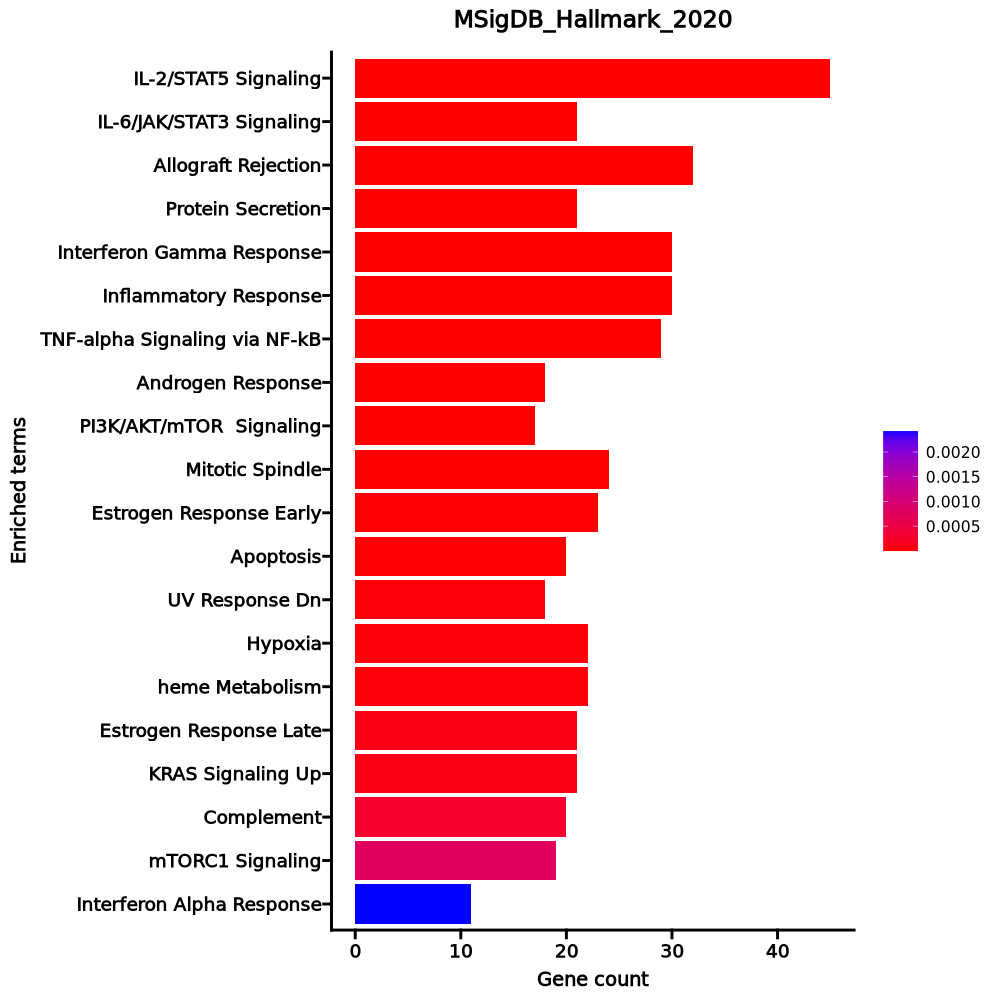 MSigDB_Hallmark_2020
IL-2/STAT5 Signaling
IL-6/JAK/STAT3 Signaling
Allograft Rejection
Protein Secretion
Interferon Gamma Response
Inflammatory Response
TNF-alpha Signaling via NF-kB
Androgen Response
PI3K/AKT/mTOR  Signaling
Mitotic Spindle
Estrogen Response Early
Apoptosis
UV Response Dn
Hypoxia
heme Metabolism
Estrogen Response Late
KRAS Signaling Up
Complement
mTORC1 Signaling
Interferon Alpha Response
Enriched terms
0 10 20 30 40
Gene count
0.0020
0.0015
0.0010
0.0005